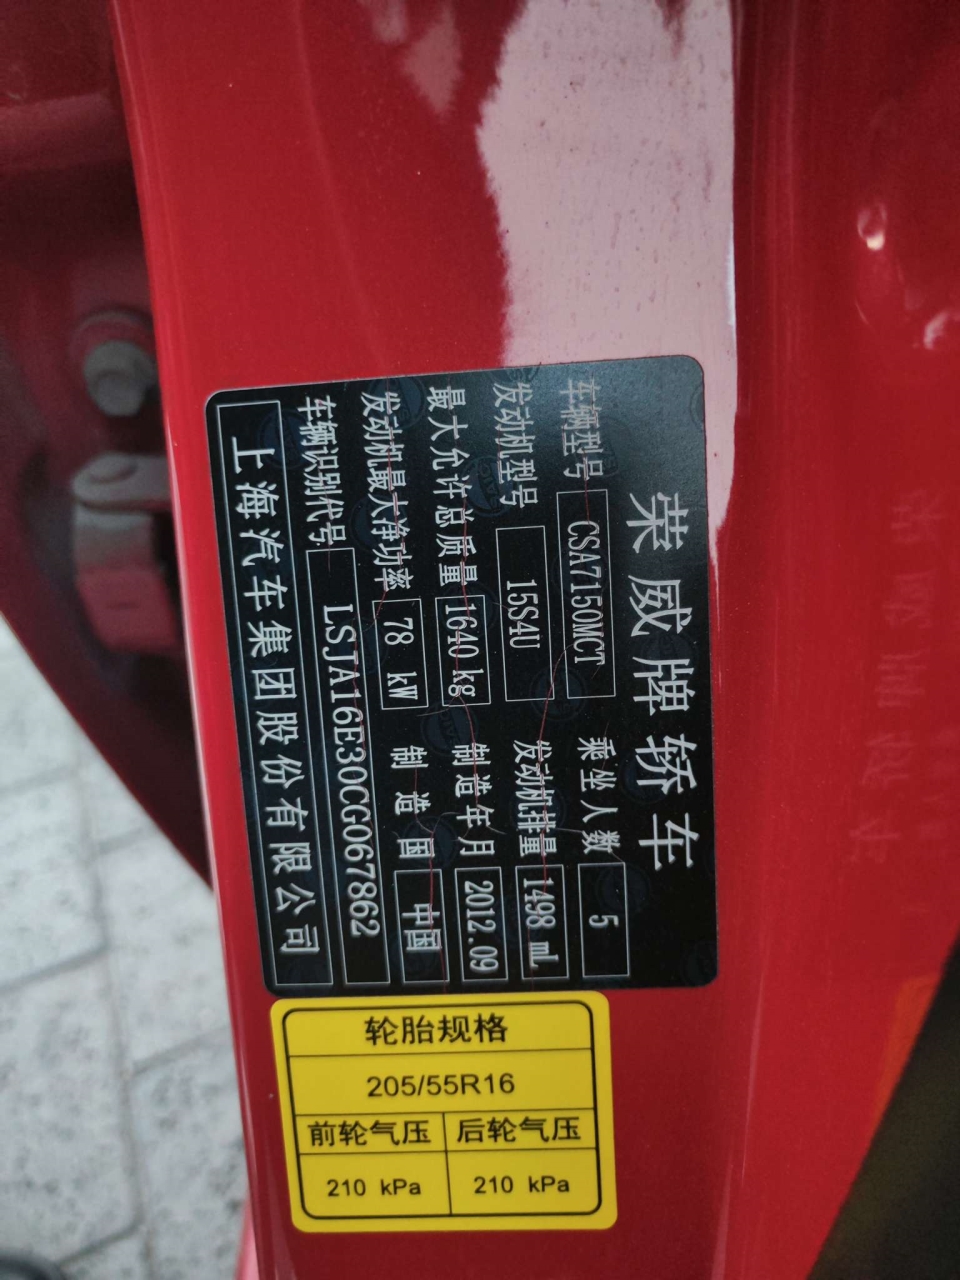 荣威牌轿车
车辆型号 CSA7150MCT 乘坐人数 5
发动机型号 15S4U 发动机排量 1498 mL
最大允许总质量 1640 kg 制造年月 2012.09
发动机最大净功率 78 kW 制造国 中国
车辆识别代号 LSJA16E30CG067862
上海汽车集团股份有限公司
轮胎规格
205/55R16
前轮气压 后轮气压
210 kPa 210 kPa